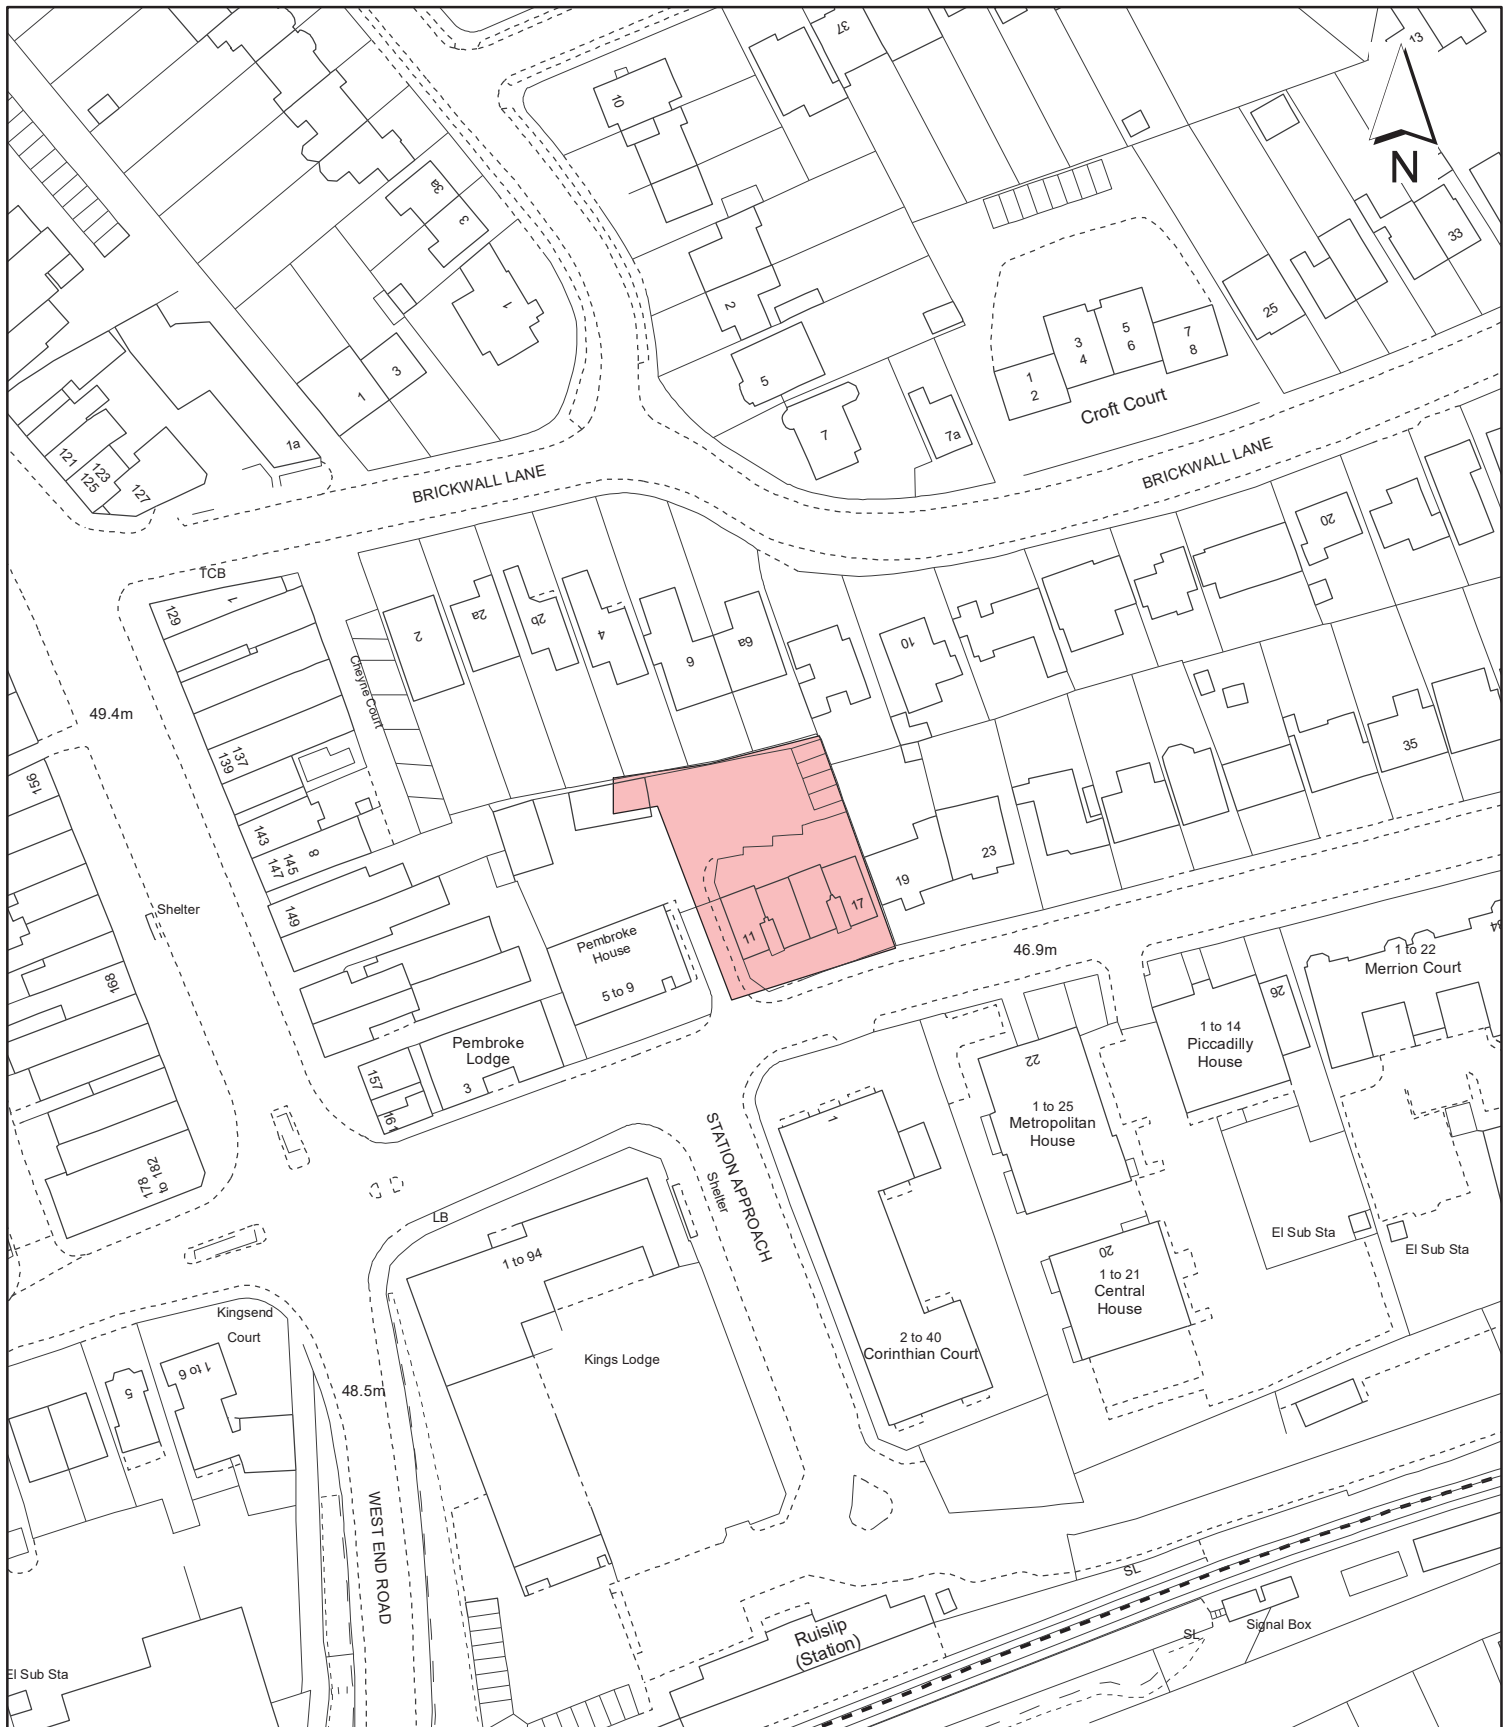 37
13
10
N
3a
3
33
1
2
25
5
6
7
8
3
4
1
2
3
1
5
Croft Court
7
7a
1a
121
123
125
127
BRICKWALL LANE
BRICKWALL LANE
20
TCB
1
129
2
2a
2b
4
6
6a
10
Cheyne Court
49.4m
137
139
35
156
143
145
147
8
23
19
149
Shelter
17
11
Pembroke
House
5 to 9
46.9m
1 to 22
Merrion Court
34
168
26
1 to 14
Piccadilly
House
Pembroke
Lodge
3
157
161
22
1 to 25
Metropolitan
House
1
STATION APPROACH
Shelter
178
to 182
LB
1 to 94
El Sub Sta
El Sub Sta
20
1 to 21
Central
House
Kingsend
Court
2 to 40
Corinthian Court
Kings Lodge
1 to 6
5
48.5m
WEST END ROAD
SL
Ruislip
(Station)
SL
Signal Box
El Sub Sta